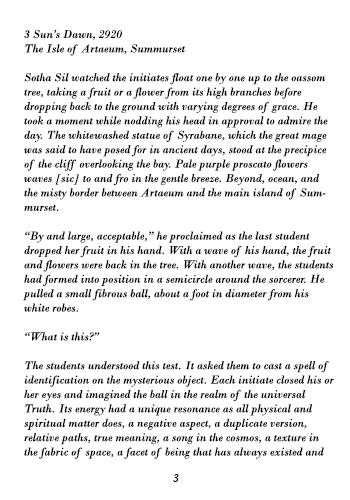 3 Sun's Dawn, 2920
The Isle of Artaeum, Summurset
Sotha Sil watched the initiates float one by one up to the oassom
tree, taking a fruit or a flower from its high branches before
dropping back to the ground with varying degrees of grace. He
took a moment while nodding his head in approval to admire the
day. The whitewashed statue of Syrabane, which the great mage
was said to have posed for in ancient days, stood at the precipice
of the cliff overlooking the bay. Pale purple proscato flowers
waves [sic] to and fro in the gentle breeze. Beyond, ocean, and
the misty border between Artaeum and the main island of Sum-
murset.
“By and large, acceptable,” he proclaimed as the last student
dropped her fruit in his hand. With a wave of his hand, the fruit
and flowers were back in the tree. With another wave, the students
had formed into position in a semicircle around the sorcerer. He
pulled a small fibrous ball, about a foot in diameter from his
white robes.
“What is this?”
The students understood this test. It asked them to cast a spell of
identification on the mysterious object. Each initiate closed his or
her eyes and imagined the ball in the realm of the universal
Truth. Its energy had a unique resonance as all physical and
spiritual matter does, a negative aspect, a duplicate version,
relative paths, true meaning, a song in the cosmos, a texture in
the fabric of space, a facet of being that has always existed and
3